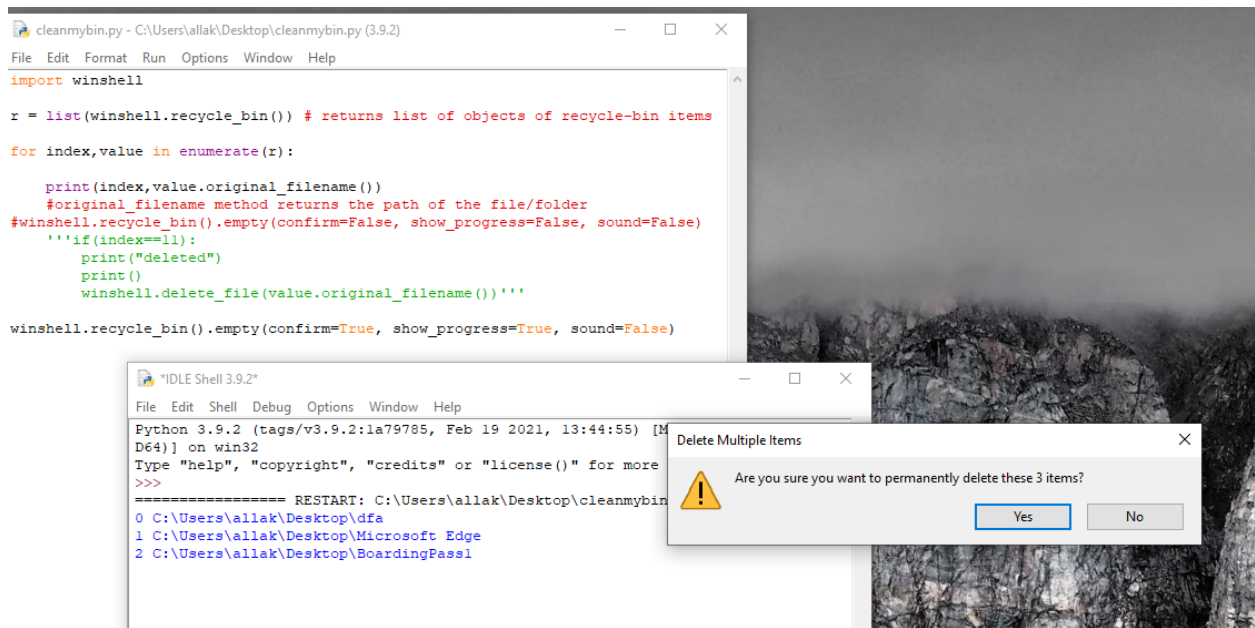 cleanmybin.py - C:\Users\allak\Desktop\cleanmybin.py (3.9.2)
File Edit Format Run Options Window Help
import winshell
r = list(winshell.recycle_bin()) # returns list of objects of recycle-bin items
for index,value in enumerate(r):
    print(index,value.original_filename())
    #original_filename method returns the path of the file/folder
#winshell.recycle_bin().empty(confirm=False, show_progress=False, sound=False)
    '''if(index==11):
        print("deleted")
        print()
        winshell.delete_file(value.original_filename())'''
winshell.recycle_bin().empty(confirm=True, show_progress=True, sound=False)
*IDLE Shell 3.9.2*
File Edit Shell Debug Options Window Help
Python 3.9.2 (tags/v3.9.2:1a79785, Feb 19 2021, 13:44:55) [M
D64)] on win32
Type "help", "copyright", "credits" or "license()" for more
>>>
================= RESTART: C:\Users\allak\Desktop\cleanmybin
0 C:\Users\allak\Desktop\dfa
1 C:\Users\allak\Desktop\Microsoft Edge
2 C:\Users\allak\Desktop\BoardingPass1
Delete Multiple Items
Are you sure you want to permanently delete these 3 items?
Yes No